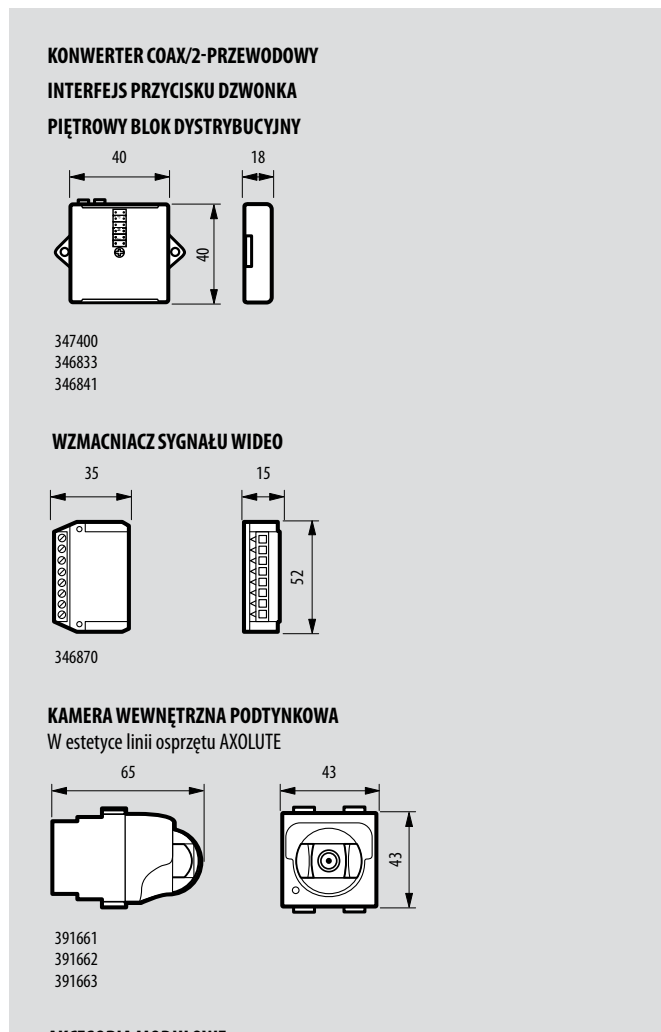 KONWERTER COAX/2-PRZEWODOWY
INTERFEJS PRZYCISKU DZWONKA
PIĘTROWY BLOK DYSTRYBUCYJNY
40 18
40
347400
346833
346841
WZMACNIACZ SYGNAŁU WIDEO
35 15
52
346870
KAMERA WEWNĘTRZNA PODTYNKOWA
W estetyce linii osprzętu AXOLUTE
65 43
43
391661
391662
391663